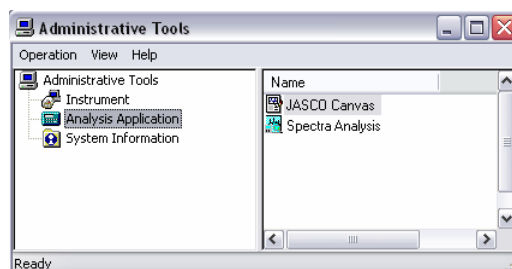 Administrative Tools
Operation View Help
Administrative Tools
Instrument
Analysis Application
System Information
Name
JASCO Canvas
Spectra Analysis
Ready